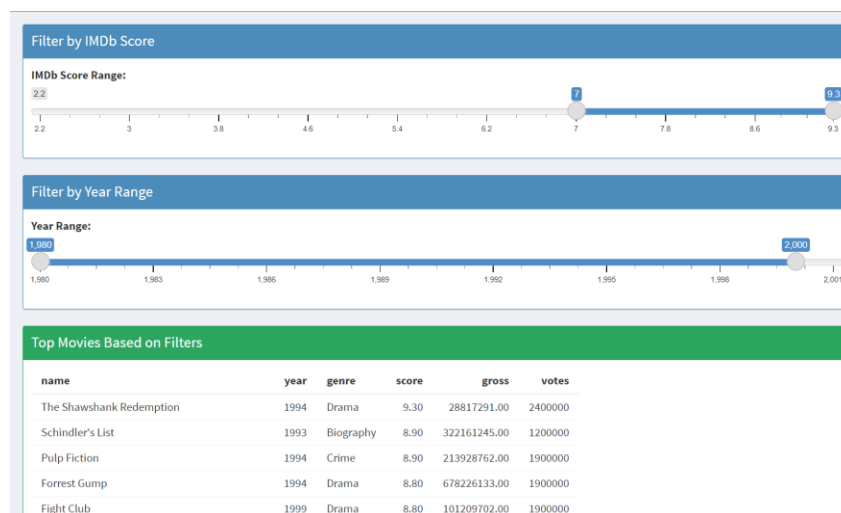 Filter by IMDb Score
IMDb Score Range:
2.2 7 9.3
2.2 3 3.8 4.6 5.4 6.2 7 7.8 8.6 9.3
Filter by Year Range
Year Range:
1,980 2,000
1,980 1,983 1,986 1,989 1,992 1,995 1,998 2,001
Top Movies Based on Filters
name year genre score gross votes
The Shawshank Redemption 1994 Drama 9.30 28817291.00 2400000
Schindler's List 1993 Biography 8.90 322161245.00 1200000
Pulp Fiction 1994 Crime 8.90 213928762.00 1900000
Forrest Gump 1994 Drama 8.80 678226133.00 1900000
Fight Club 1999 Drama 8.80 101209702.00 1900000